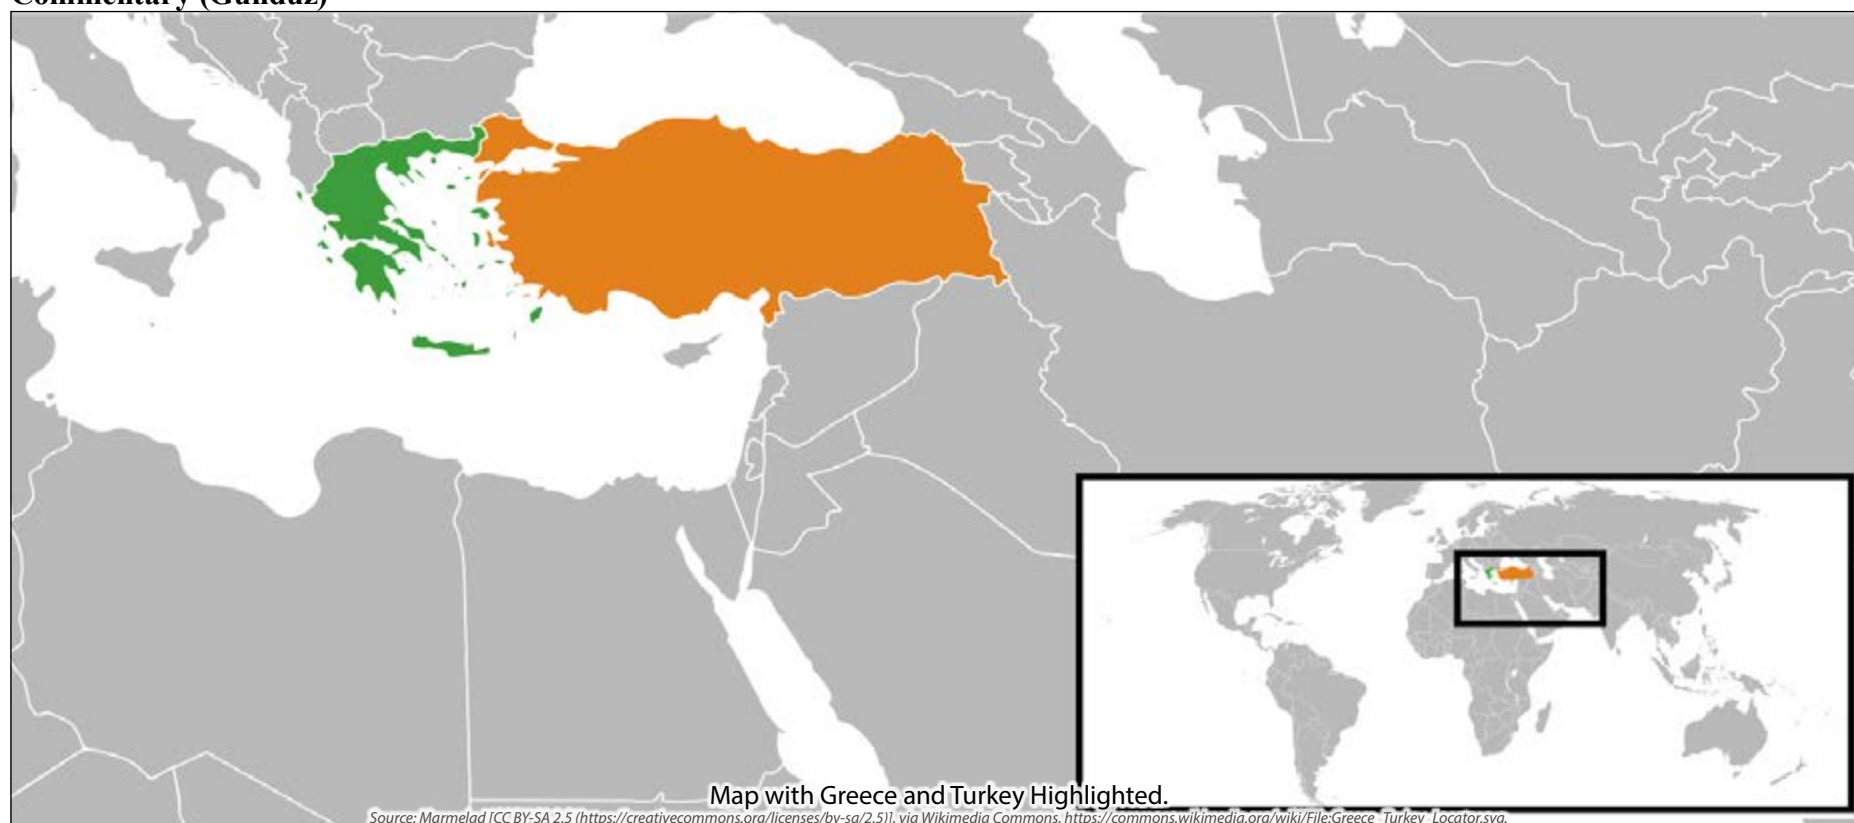 Commentary (Gündüz)
Map with Greece and Turkey Highlighted.
Source: Marmelad [CC BY-SA 2.5 (https://creativecommons.org/licenses/by-sa/2.5)], via Wikimedia Commons, https://commons.wikimedia.org/wiki/File:Greece_Turkey_Locator.svg.